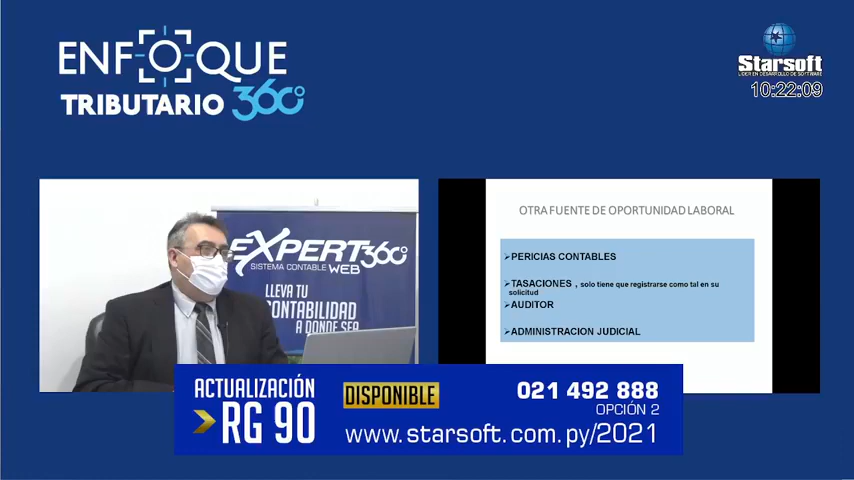 ENFOQUE
TRIBUTARIO 360°
Starsoft
LIDER EN DESARROLLO DE SOFTWARE
10:22:09
EXPERT360°
SISTEMA CONTABLE WEB
LLEVA TU
CONTABILIDAD
A DONDE SEA
OTRA FUENTE DE OPORTUNIDAD LABORAL
➢PERICIAS CONTABLES
➢TASACIONES , solo tiene que registrarse como tal en su
solicitud
➢AUDITOR
➢ADMINISTRACION JUDICIAL
ACTUALIZACIÓN
RG 90
DISPONIBLE
021 492 888
OPCIÓN 2
www.starsoft.com.py/2021